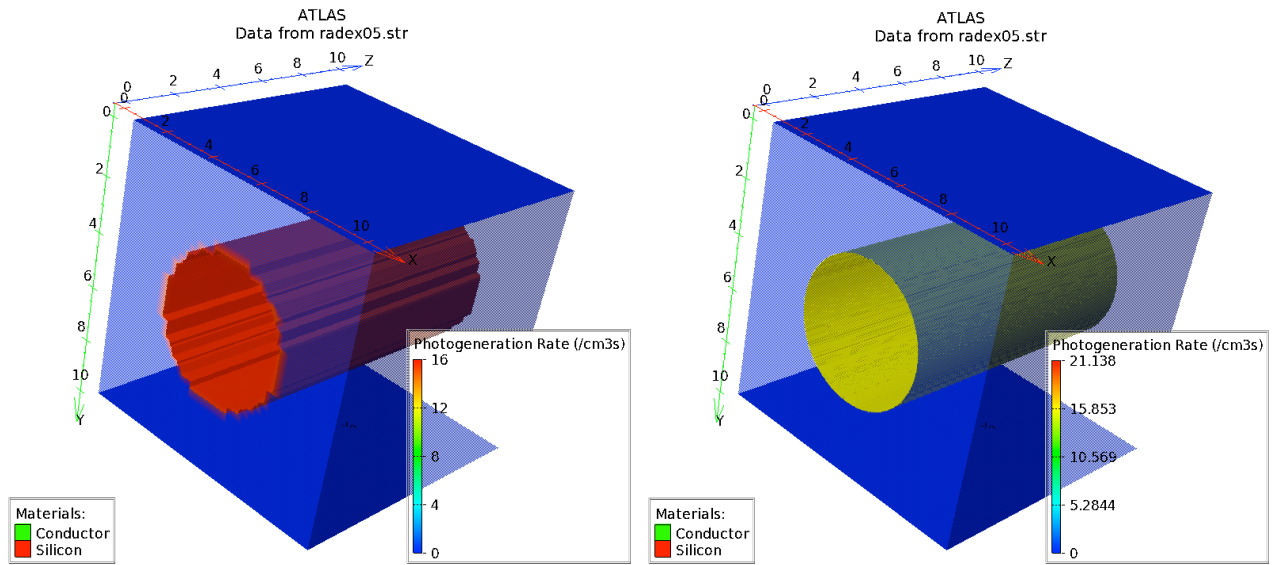 ATLAS
Data from radex05.str
0 2 4 6 8 10 Z
0 2 4 6 8 10 X
0 2 4 6 8 10 Y
Photogeneration Rate (/cm3s)
16
12
8
4
0
Materials:
Conductor
Silicon
ATLAS
Data from radex05.str
0 2 4 6 8 10 Z
0 2 4 6 8 10 X
0 2 4 6 8 10 Y
Photogeneration Rate (/cm3s)
21.138
15.853
10.569
5.2844
0
Materials:
Conductor
Silicon